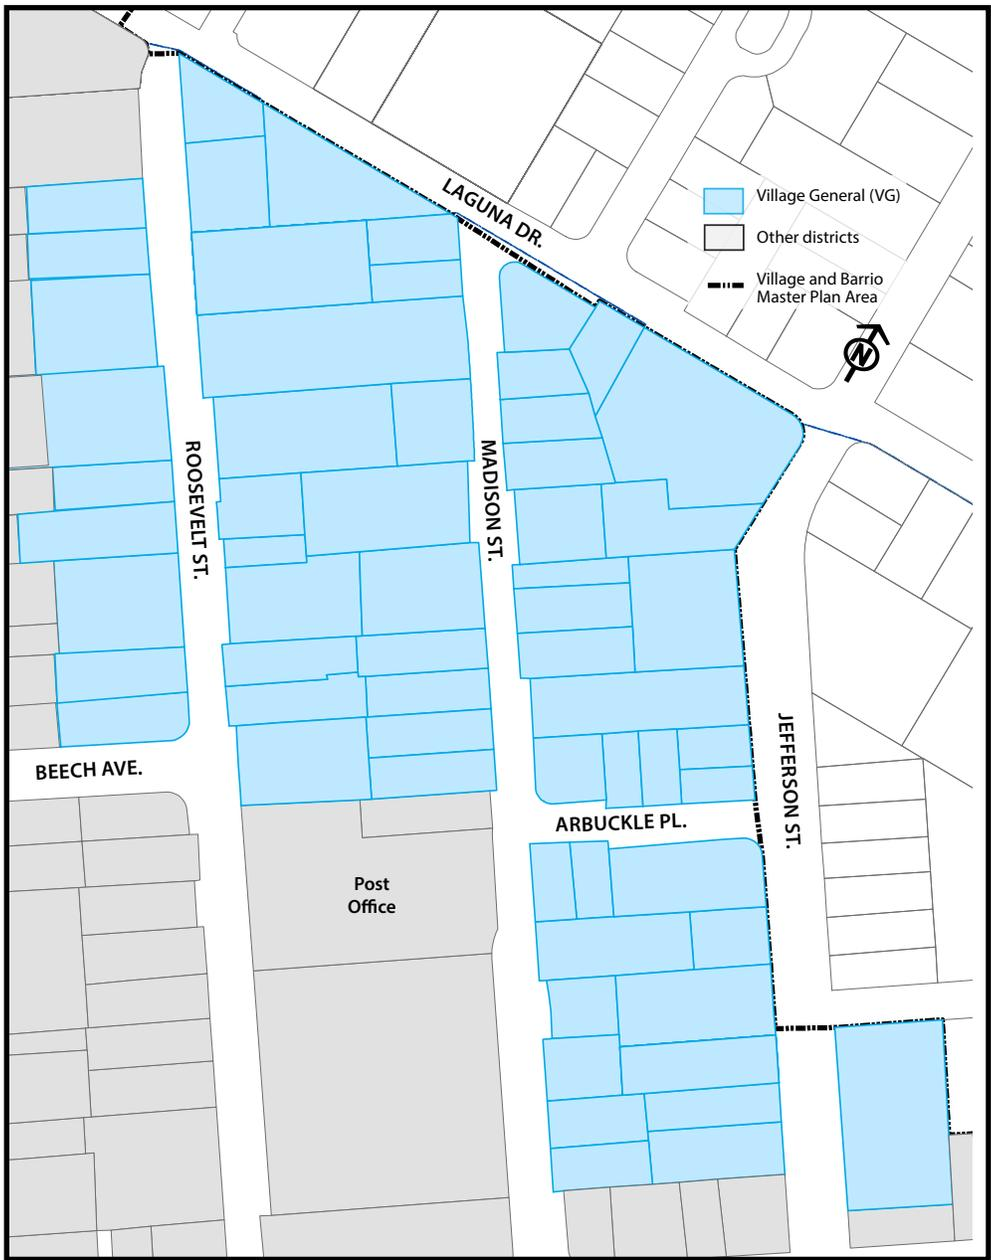 LAGUNA DR.
Village General (VG)
Other districts
Village and Barrio
Master Plan Area
N
ROOSEVELT ST.
MADISON ST.
JEFFERSON ST.
BEECH AVE.
ARBUCKLE PL.
Post
Office